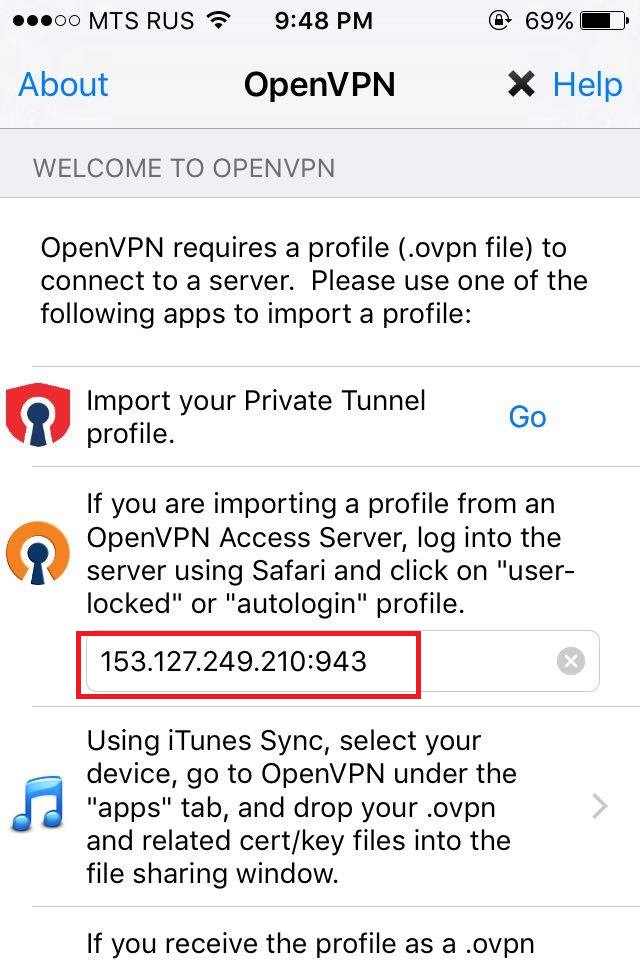 MTS RUS 9:48 PM 69%
About OpenVPN Help
WELCOME TO OPENVPN
OpenVPN requires a profile (.ovpn file) to
connect to a server. Please use one of the
following apps to import a profile:
Import your Private Tunnel
profile.
Go
If you are importing a profile from an
OpenVPN Access Server, log into the
server using Safari and click on "user-
locked" or "autologin" profile.
153.127.249.210:943
Using iTunes Sync, select your
device, go to OpenVPN under the
"apps" tab, and drop your .ovpn
and related cert/key files into the
file sharing window.
If you receive the profile as a .ovpn